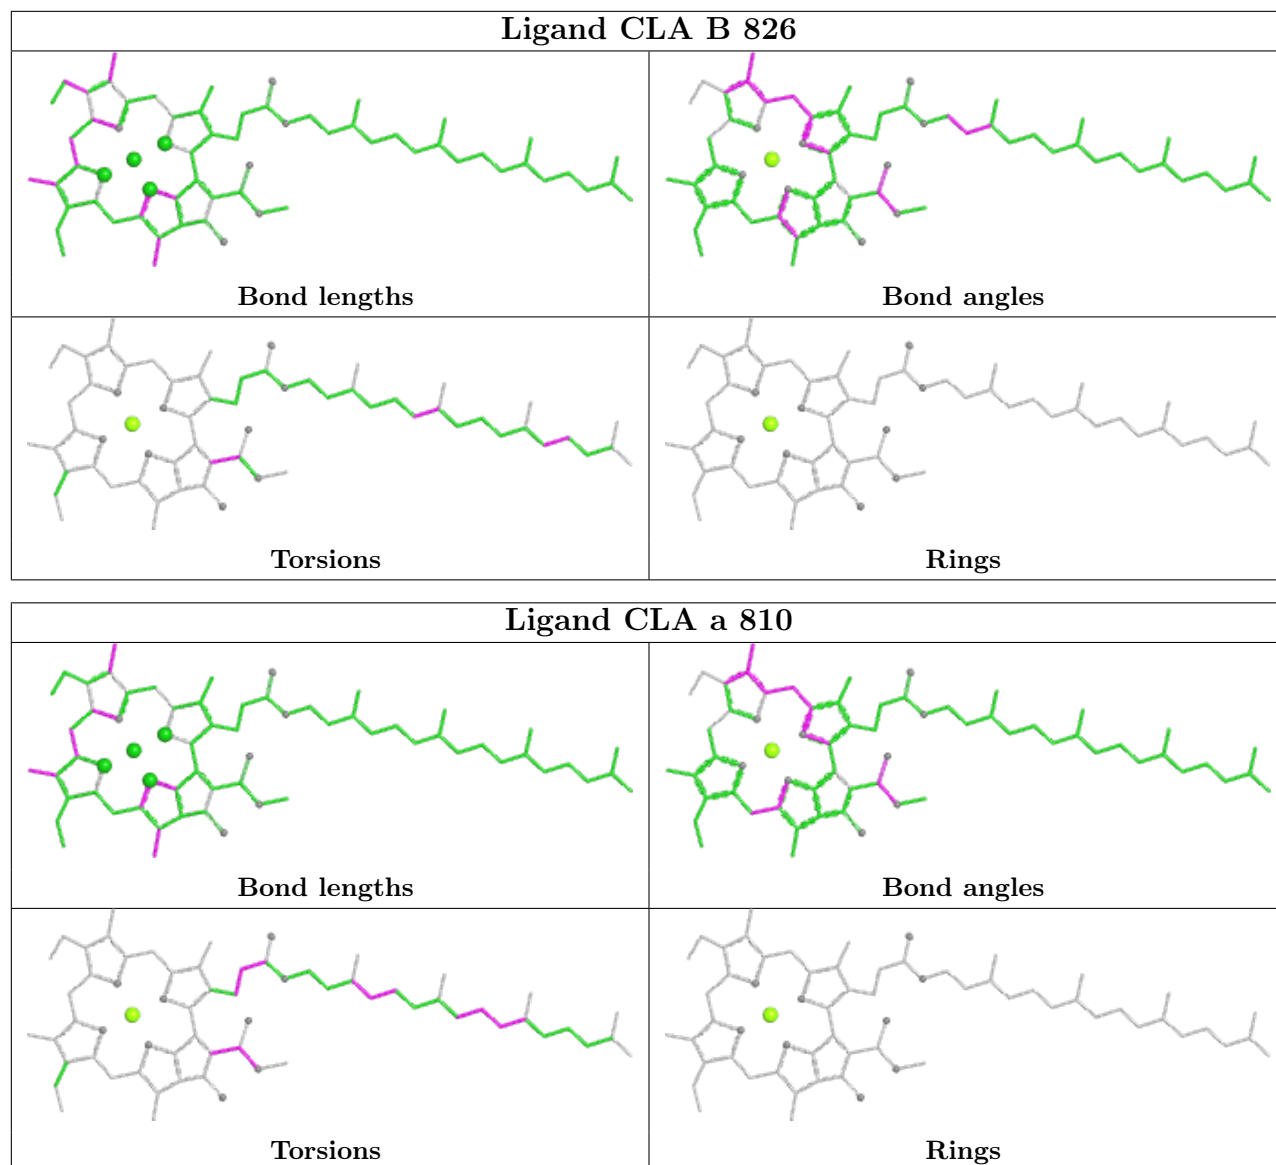 Ligand CLA B 826
Bond lengths
Bond angles
Torsions
Rings
Ligand CLA a 810
Bond lengths
Bond angles
Torsions
Rings